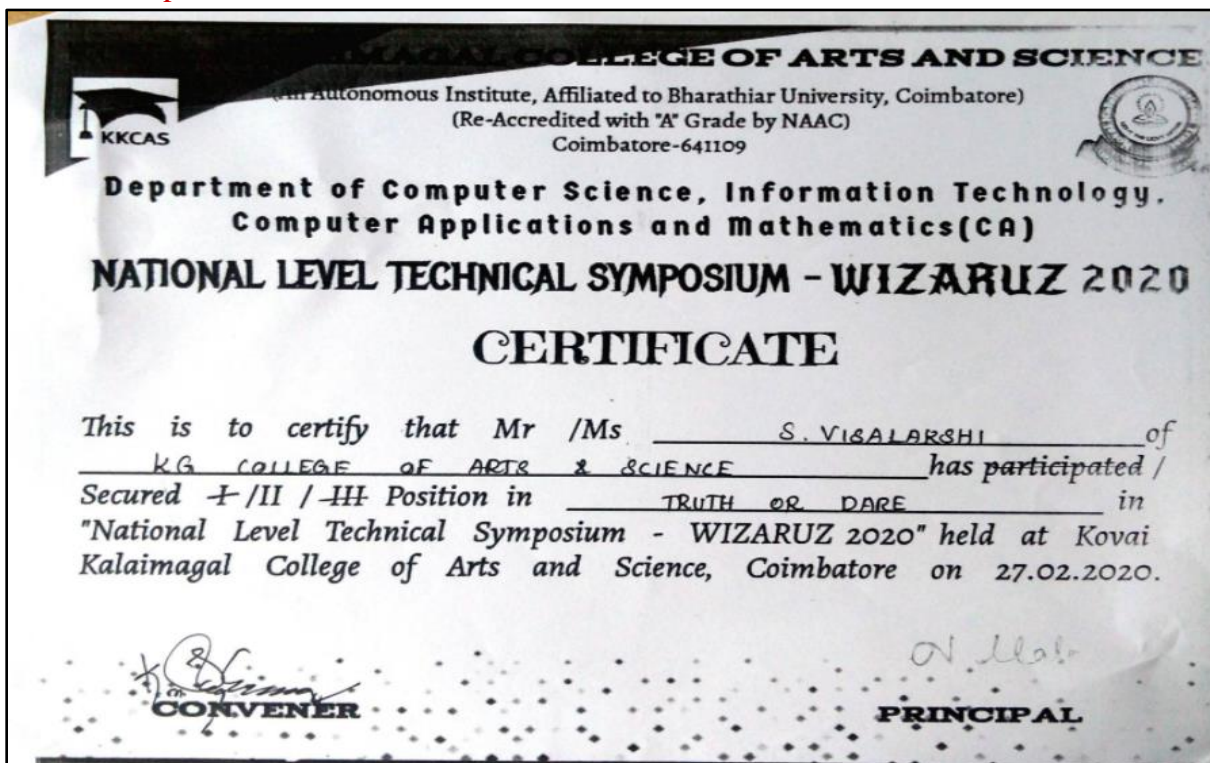 COLLEGE OF ARTS AND SCIENCE
Autonomous Institute, Affiliated to Bharathiar University, Coimbatore)
(Re-Accredited with "A" Grade by NAAC)
KKCAS
Coimbatore-641109
Department of Computer Science, Information Technology,
Computer Applications and Mathematics(CA)
NATIONAL LEVEL TECHNICAL SYMPOSIUM - WIZARUZ 2020
CERTIFICATE
This is to certify that Mr /Ms S. VISALAKSHI of
KG COLLEGE OF ARTS & SCIENCE has participated /
Secured I /II / III Position in TRUTH OR DARE in
"National Level Technical Symposium - WIZARUZ 2020" held at Kovai
Kalaimagal College of Arts and Science, Coimbatore on 27.02.2020.
CONVENER
PRINCIPAL